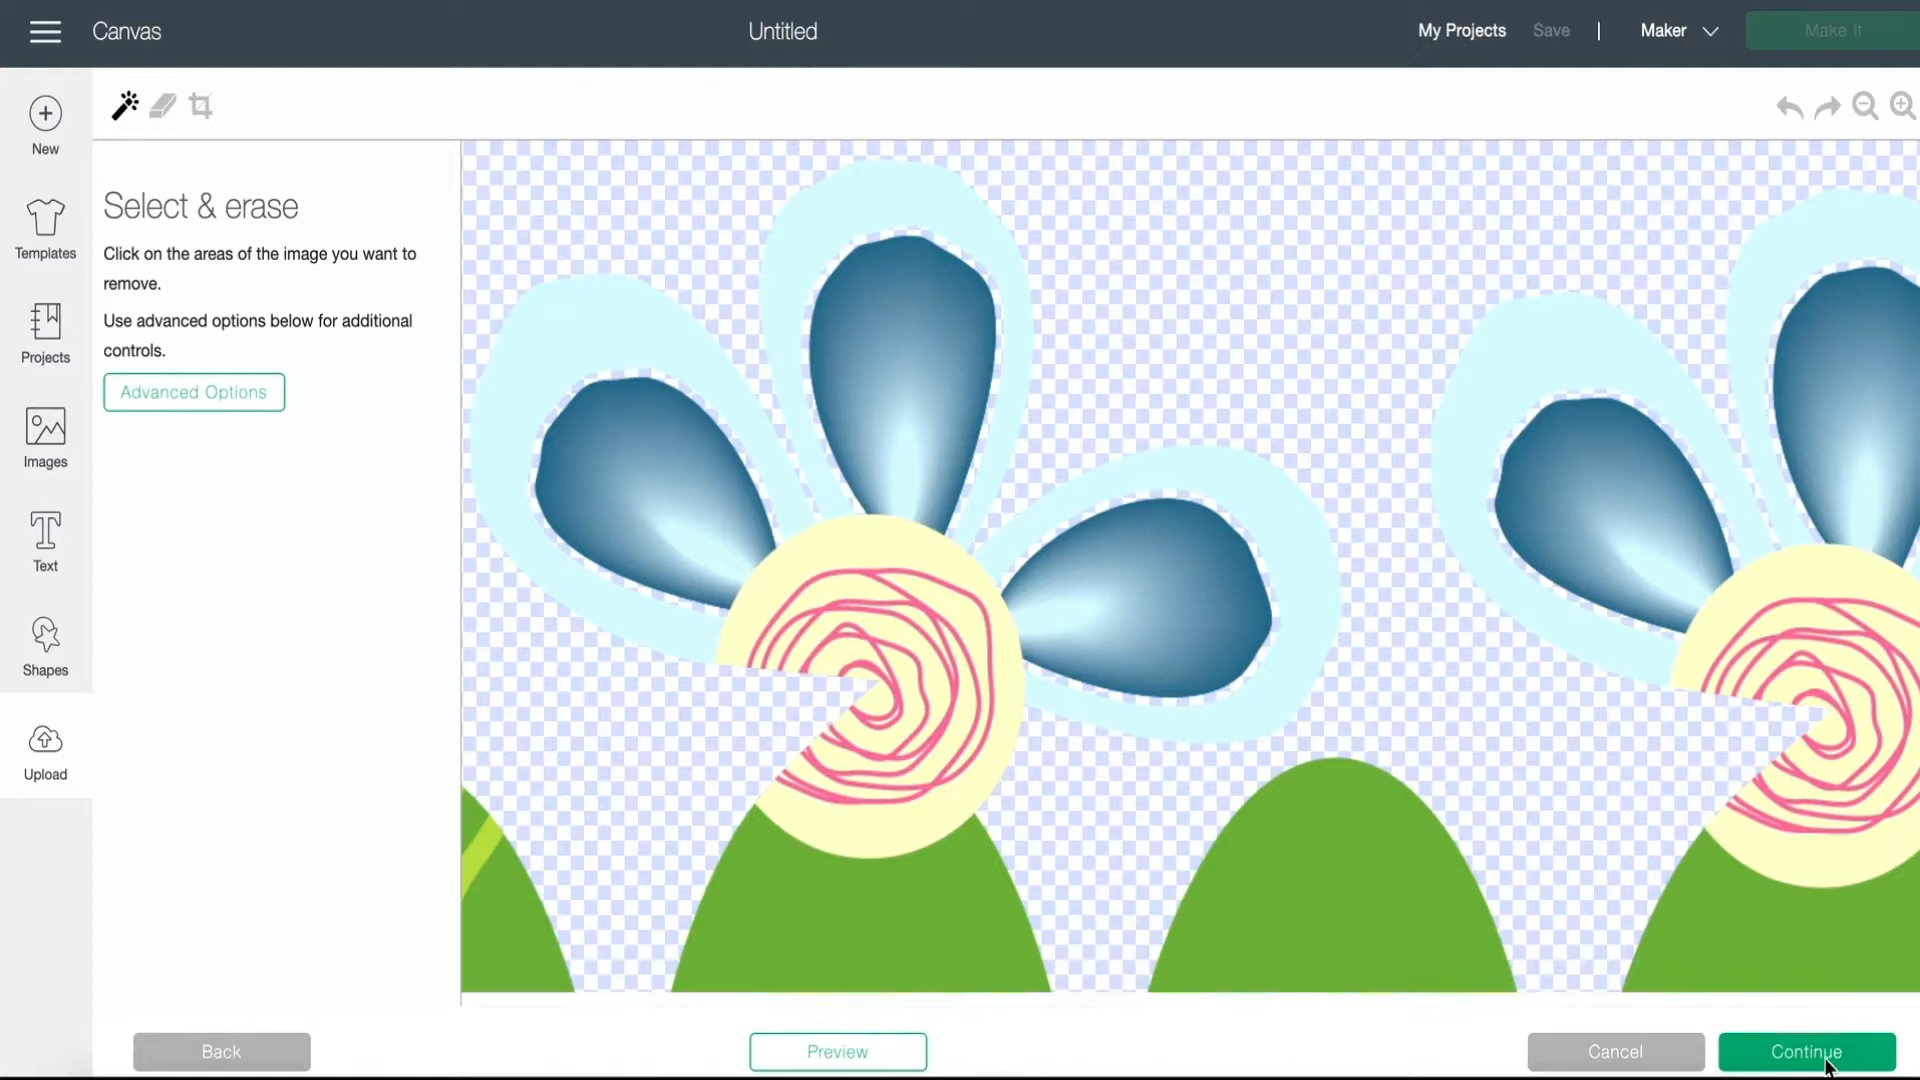 Canvas
Untitled
My Projects
Save
Maker
Make It
New
Templates
Projects
Images
Text
Shapes
Upload
Select & erase
Click on the areas of the image you want to
remove.
Use advanced options below for additional
controls.
Advanced Options
Back
Preview
Cancel
Continue